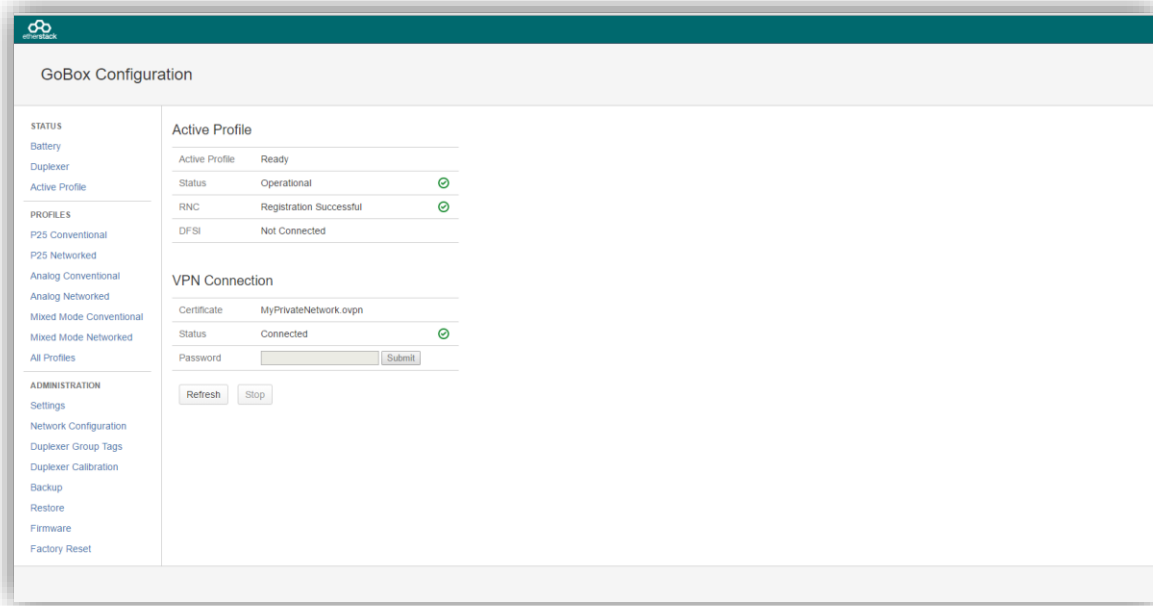 etherstack
GoBox Configuration
STATUS
Battery
Duplexer
Active Profile
PROFILES
P25 Conventional
P25 Networked
Analog Conventional
Analog Networked
Mixed Mode Conventional
Mixed Mode Networked
All Profiles
ADMINISTRATION
Settings
Network Configuration
Duplexer Group Tags
Duplexer Calibration
Backup
Restore
Firmware
Factory Reset
Active Profile
Active Profile Ready
Status Operational
RNC Registration Successful
DFSI Not Connected
VPN Connection
Certificate MyPrivateNetwork.ovpn
Status Connected
Password Submit
Refresh Stop